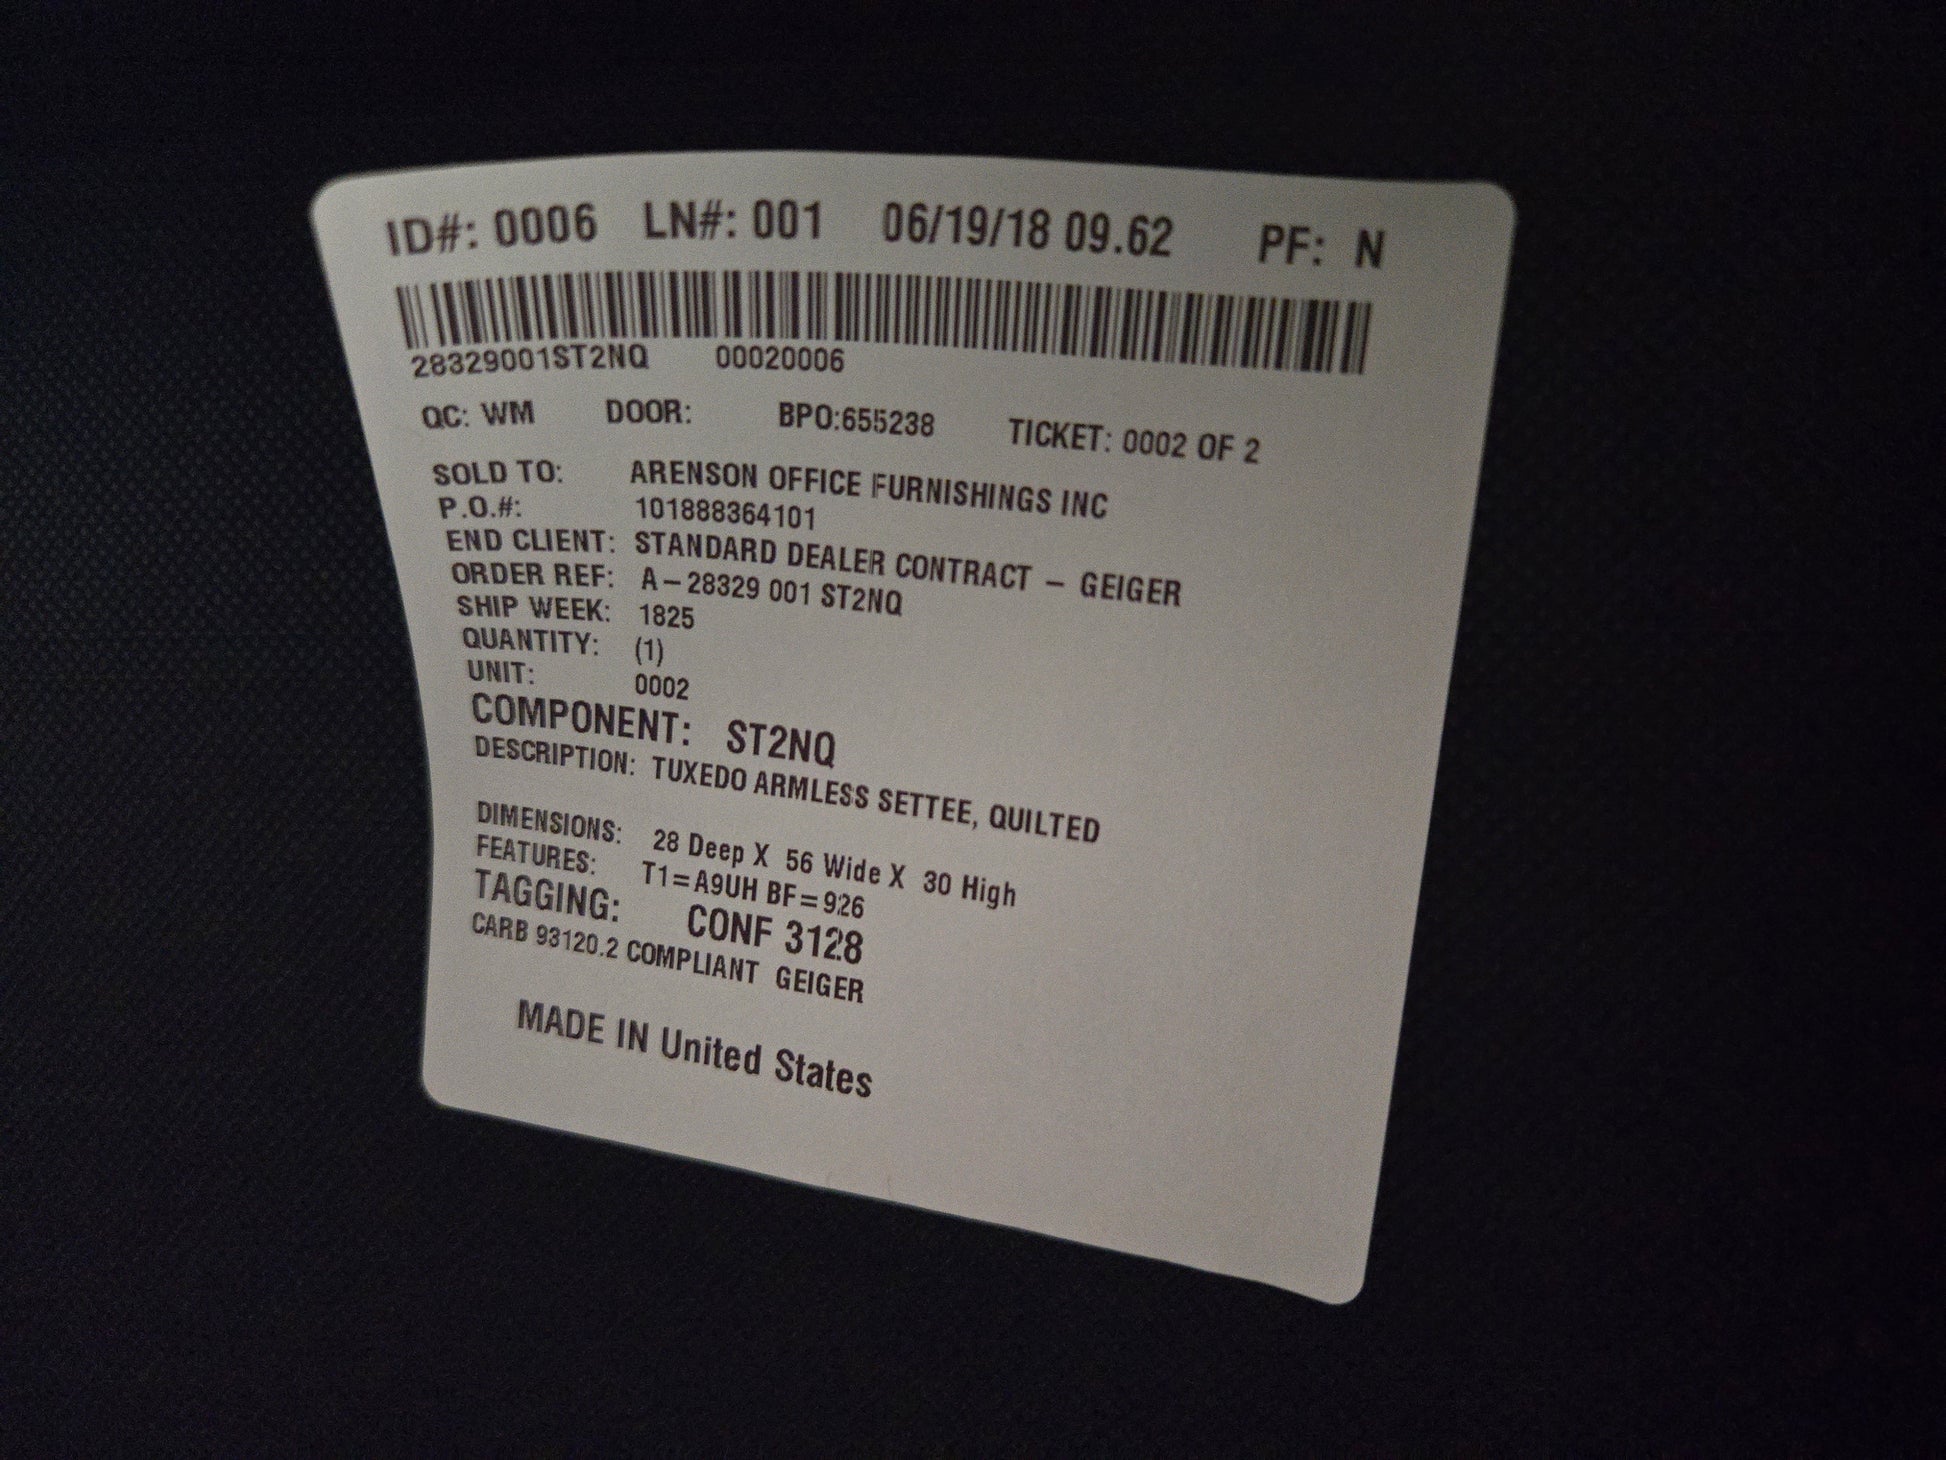 ID#: 0006 LN#: 001 06/19/18 09.62 PF: N
28329001ST2NQ 00020006
QC: WM DOOR: BPO:655238 TICKET: 0002 OF 2
SOLD TO: ARENSON OFFICE FURNISHINGS INC
P.O.#: 101888364101
END CLIENT: STANDARD DEALER CONTRACT – GEIGER
ORDER REF: A–28329 001 ST2NQ
SHIP WEEK: 1825
QUANTITY: (1)
UNIT: 0002
COMPONENT: ST2NQ
DESCRIPTION: TUXEDO ARMLESS SETTEE, QUILTED
DIMENSIONS: 28 Deep X 56 Wide X 30 High
FEATURES: T1=A9UH BF=926
TAGGING: CONF 3128
CARB 93120.2 COMPLIANT GEIGER
MADE IN United States